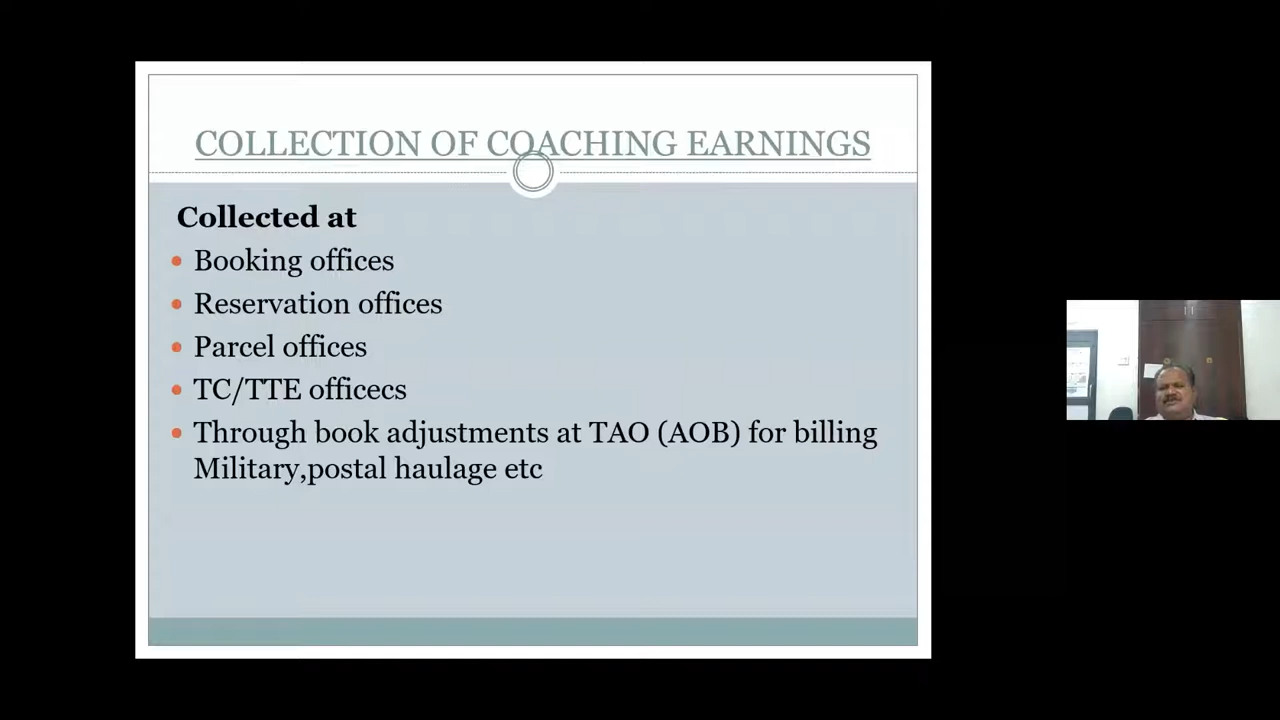 COLLECTION OF COACHING EARNINGS
Collected at
Booking offices
Reservation offices
Parcel offices
TC/TTE officecs
Through book adjustments at TAO (AOB) for billing
Military,postal haulage etc